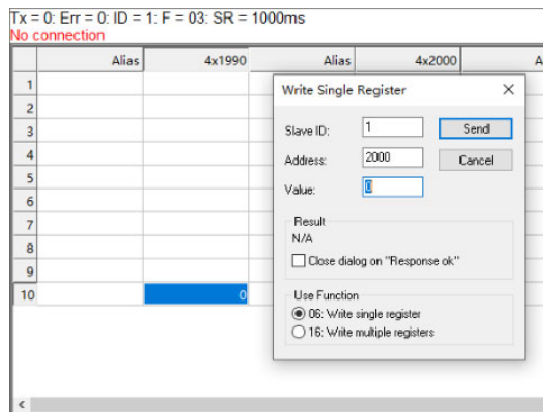 Tx = 0: Err = 0: ID = 1: F = 03: SR = 1000ms
No connection
Alias 4x1990 Alias 4x2000 A
1
2
3
4
5
6
7
8
9
10 0
Write Single Register
Slave ID: 1 Send
Address: 2000 Cancel
Value: 0
Result
N/A
Close dialog on "Response ok"
Use Function
06: Write single register
16: Write multiple registers